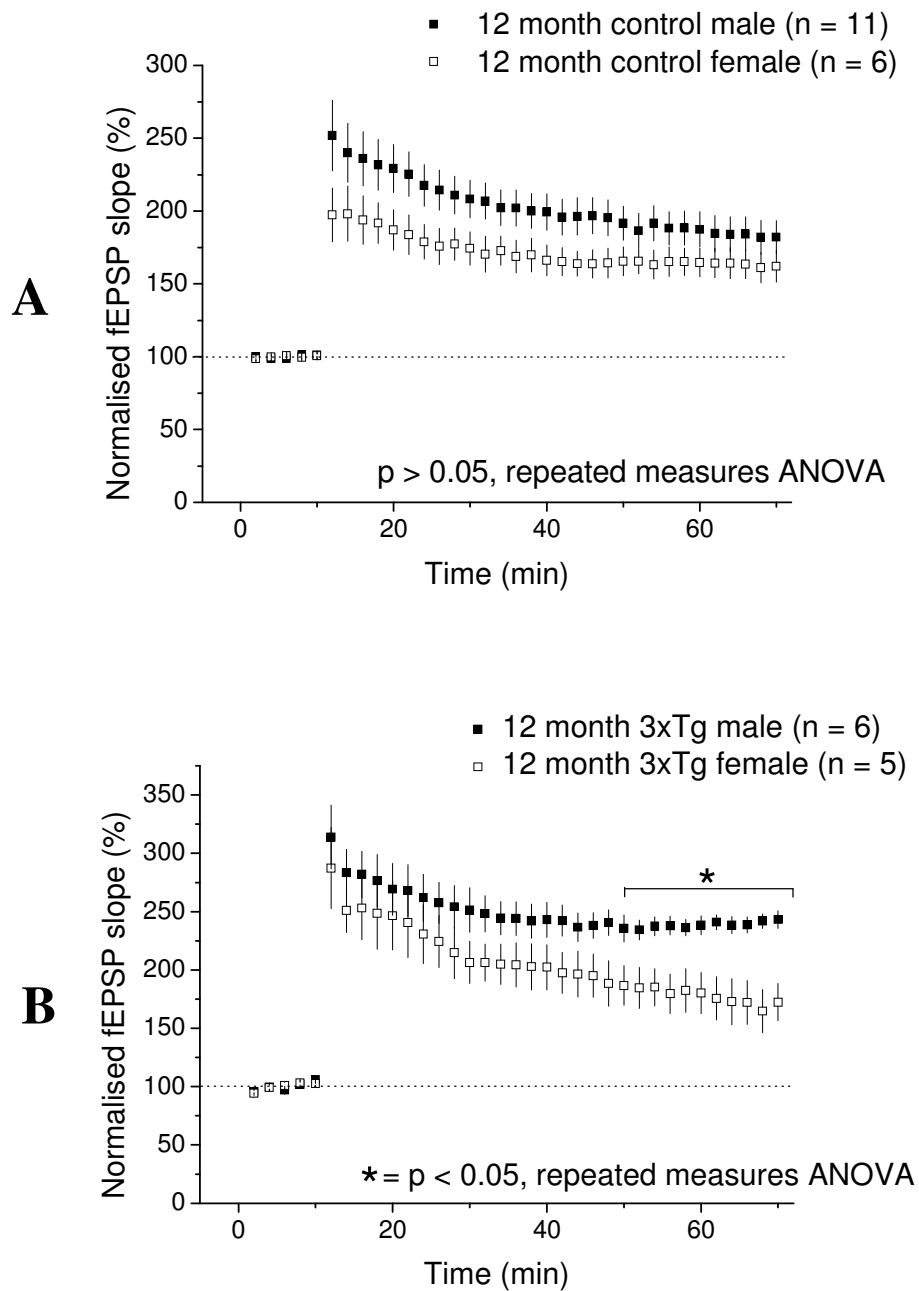 12 month control male (n = 11)
12 month control female (n = 6)
A
Normalised fEPSP slope (%)
300
250
200
150
100
50
0
p > 0.05, repeated measures ANOVA
0 20 40 60
Time (min)
12 month 3xTg male (n = 6)
12 month 3xTg female (n = 5)
B
Normalised fEPSP slope (%)
350
300
250
200
150
100
50
0
*
* = p < 0.05, repeated measures ANOVA
0 20 40 60
Time (min)